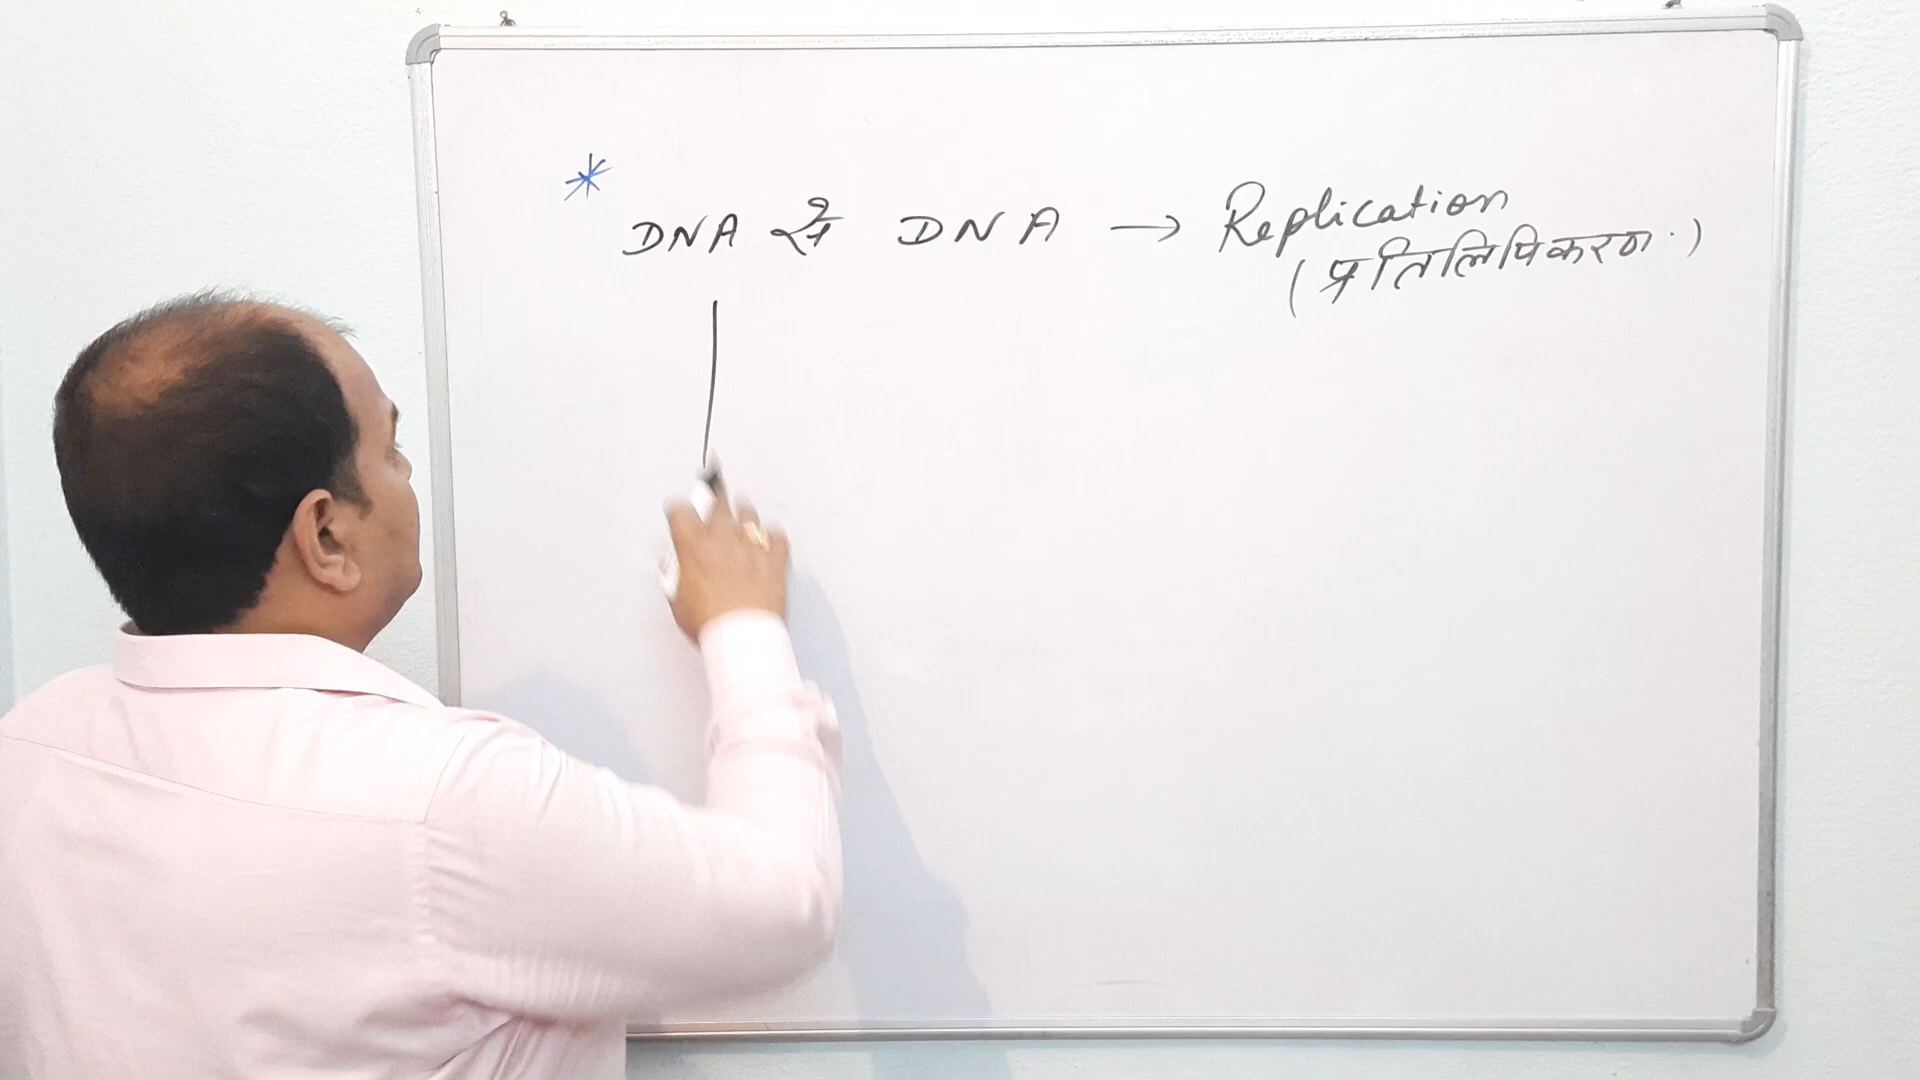 * DNA से DNA → Replication
(प्रतिलिपिकरण.)